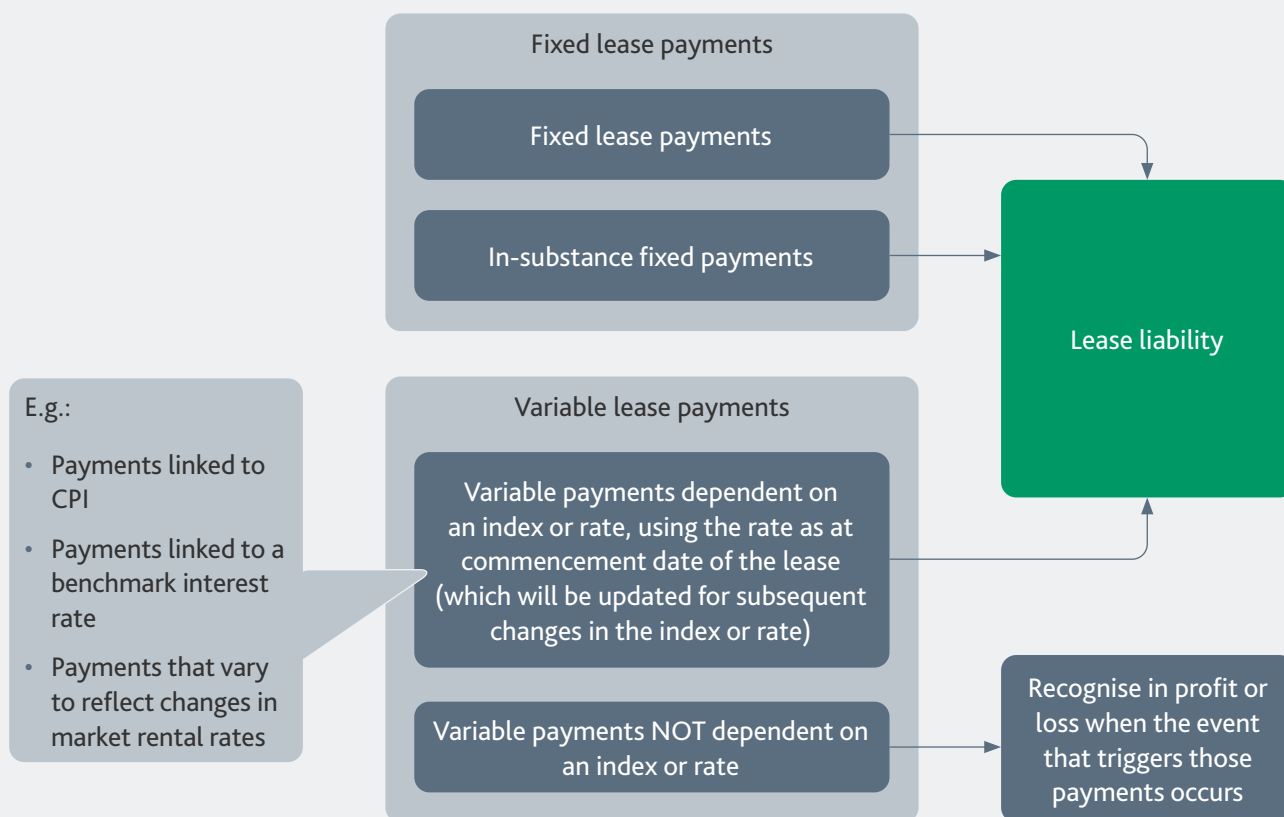 Fixed lease payments
Fixed lease payments
In-substance fixed payments
Lease liability
E.g.:
• Payments linked to
CPI
• Payments linked to a
benchmark interest
rate
• Payments that vary
to reflect changes in
market rental rates
Variable lease payments
Variable payments dependent on
an index or rate, using the rate as at
commencement date of the lease
(which will be updated for subsequent
changes in the index or rate)
Variable payments NOT dependent on
an index or rate
Recognise in profit or
loss when the event
that triggers those
payments occurs